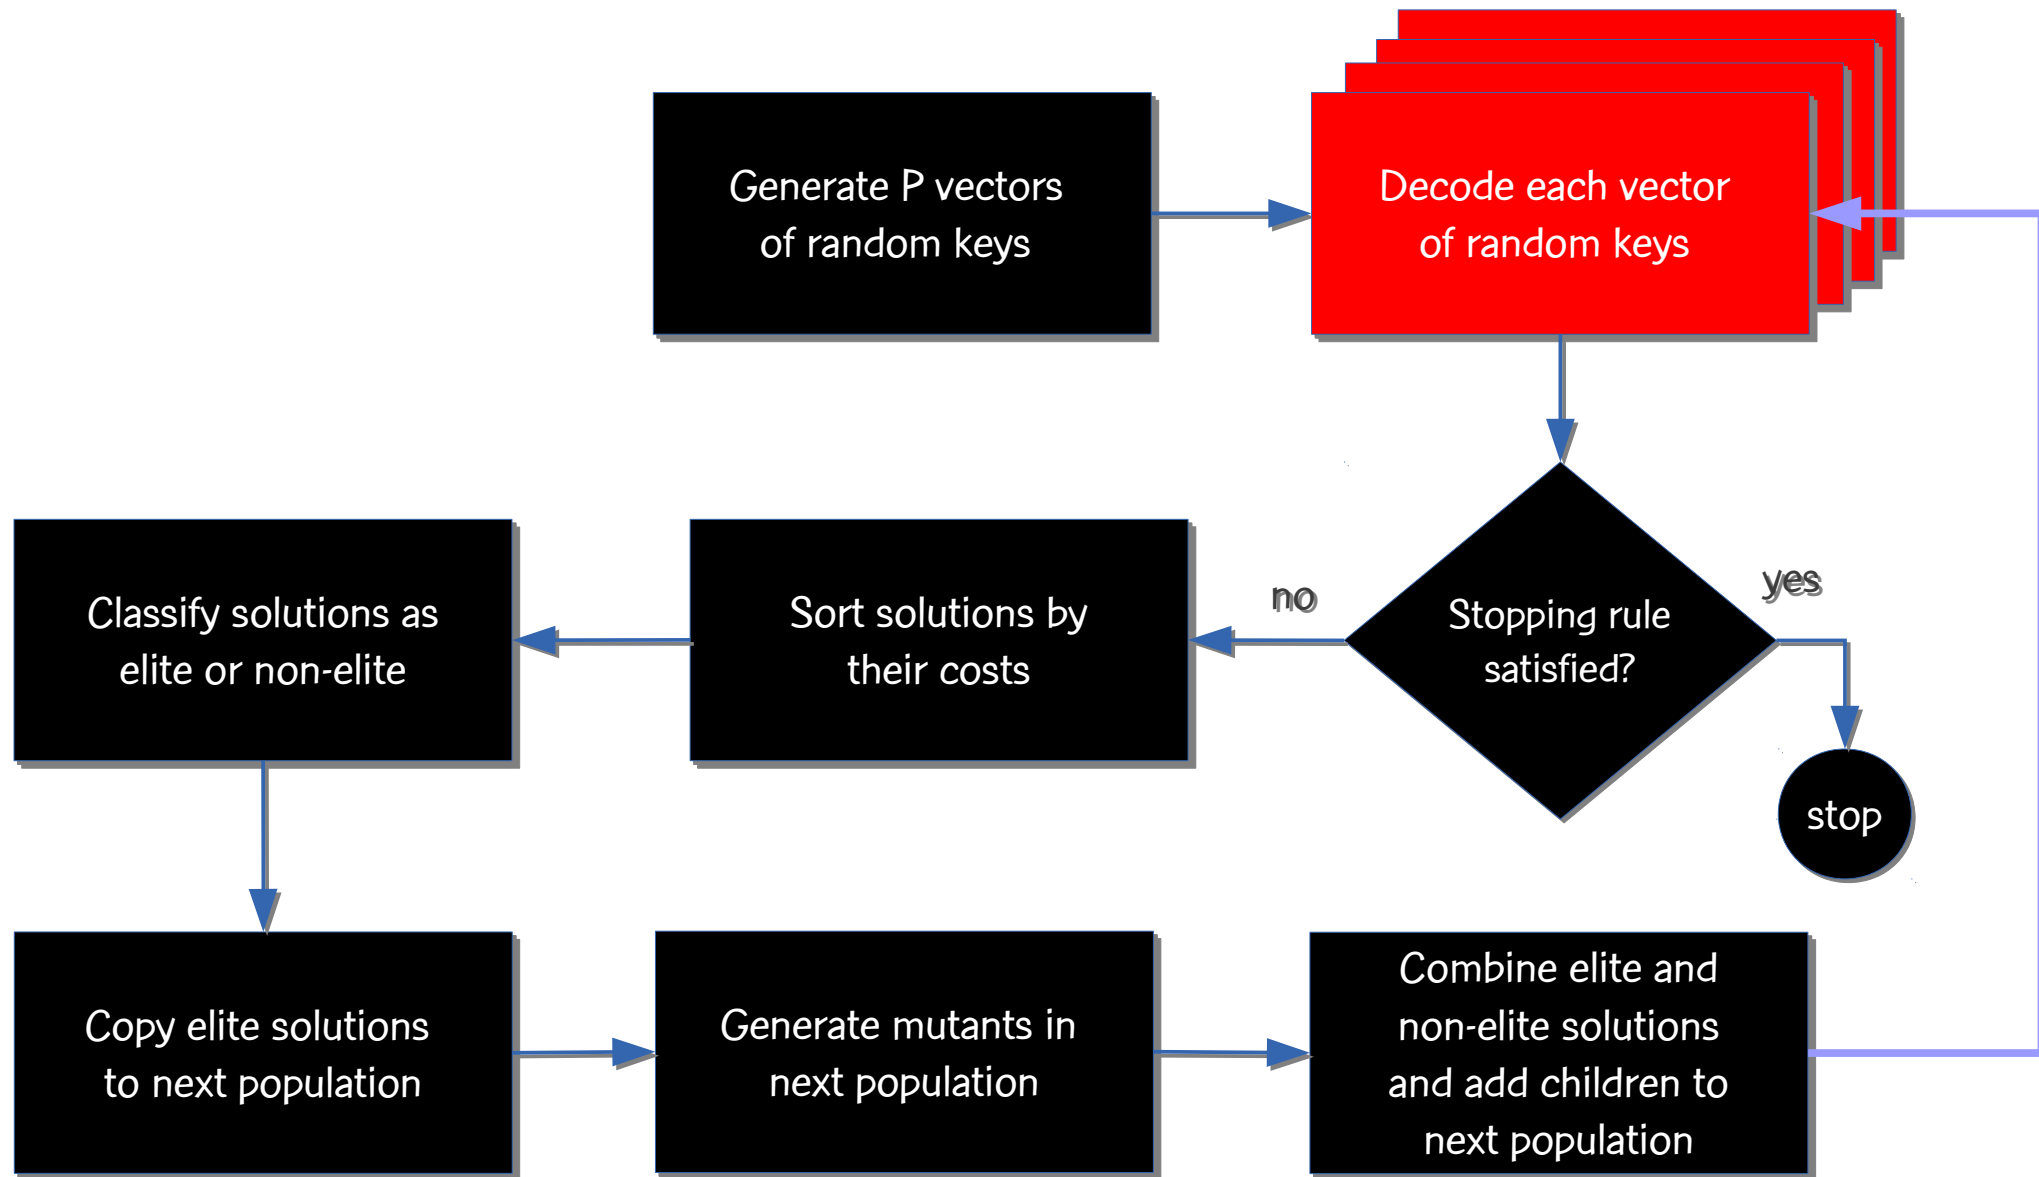 Generate P vectors
of random keys
Decode each vector
of random keys
Classify solutions as
elite or non-elite
Sort solutions by
their costs
no
Stopping rule
satisfied?
yes
stop
Copy elite solutions
to next population
Generate mutants in
next population
Combine elite and
non-elite solutions
and add children to
next population